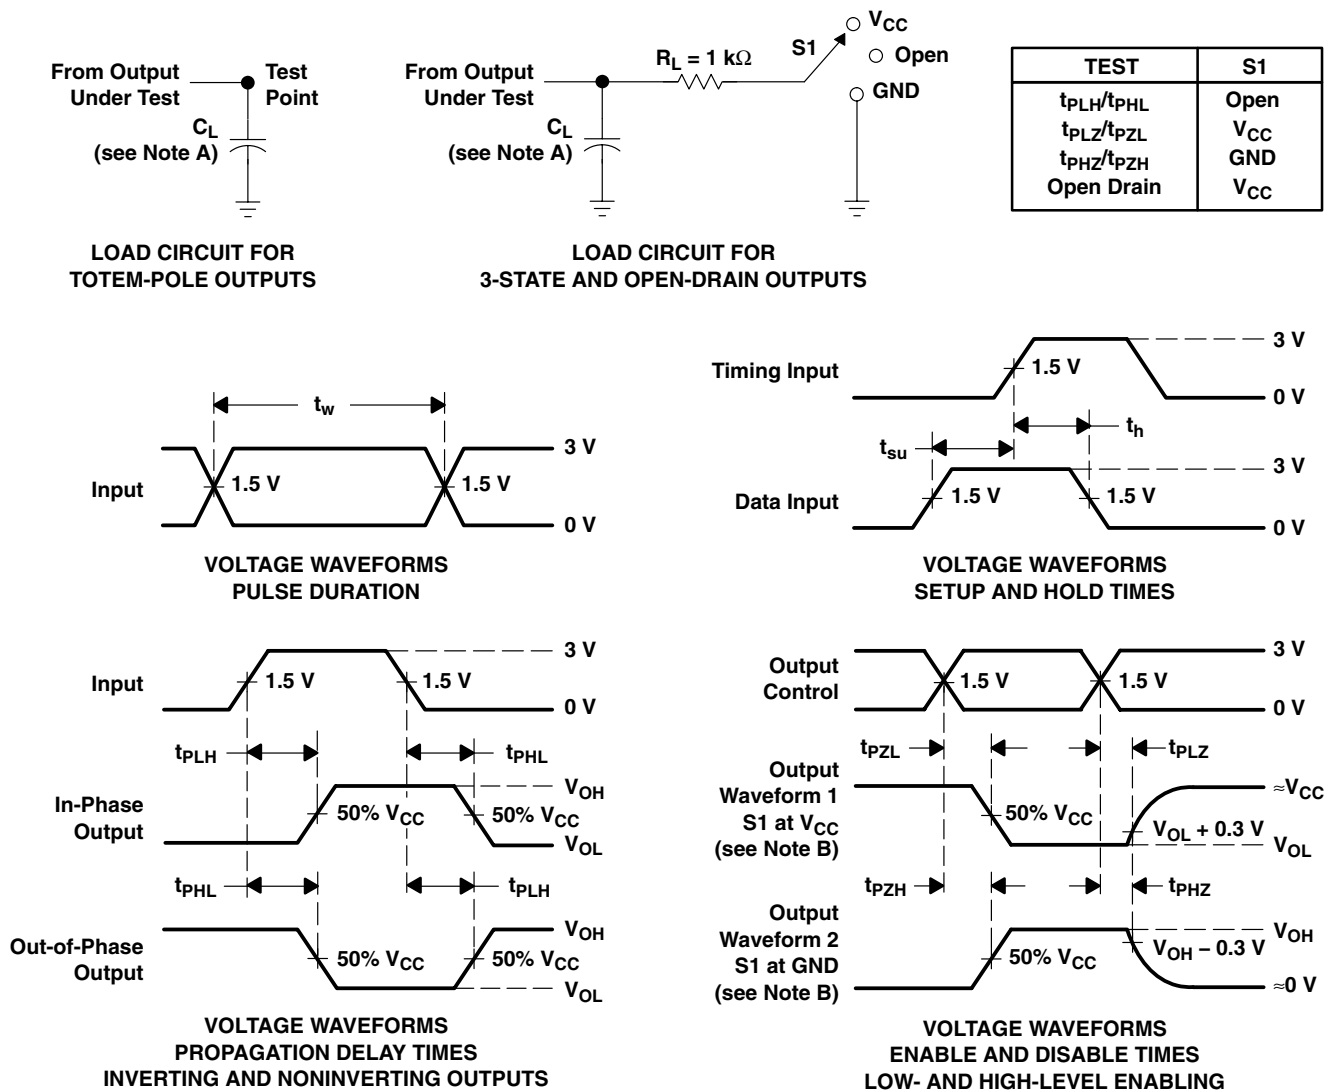 From Output
Under Test
Test
Point
C_L
(see Note A)
LOAD CIRCUIT FOR
TOTEM-POLE OUTPUTS
From Output
Under Test
R_L = 1 kΩ
S1
V_CC
Open
GND
C_L
(see Note A)
LOAD CIRCUIT FOR
3-STATE AND OPEN-DRAIN OUTPUTS
TEST S1
t_PLH/t_PHL Open
t_PLZ/t_PZL V_CC
t_PHZ/t_PZH GND
Open Drain V_CC
t_w
Input
1.5 V
1.5 V
3 V
0 V
VOLTAGE WAVEFORMS
PULSE DURATION
Timing Input
1.5 V
3 V
0 V
t_su
t_h
Data Input
1.5 V
1.5 V
3 V
0 V
VOLTAGE WAVEFORMS
SETUP AND HOLD TIMES
Input
1.5 V
1.5 V
3 V
0 V
t_PLH
t_PHL
In-Phase
Output
50% V_CC
50% V_CC
V_OH
V_OL
t_PHL
t_PLH
Out-of-Phase
Output
50% V_CC
50% V_CC
V_OH
V_OL
VOLTAGE WAVEFORMS
PROPAGATION DELAY TIMES
INVERTING AND NONINVERTING OUTPUTS
Output
Control
1.5 V
1.5 V
3 V
0 V
t_PZL
t_PLZ
Output
Waveform 1
S1 at V_CC
(see Note B)
50% V_CC
V_OL + 0.3 V
≈V_CC
V_OL
t_PZH
t_PHZ
Output
Waveform 2
S1 at GND
(see Note B)
50% V_CC
V_OH − 0.3 V
V_OH
≈0 V
VOLTAGE WAVEFORMS
ENABLE AND DISABLE TIMES
LOW- AND HIGH-LEVEL ENABLING